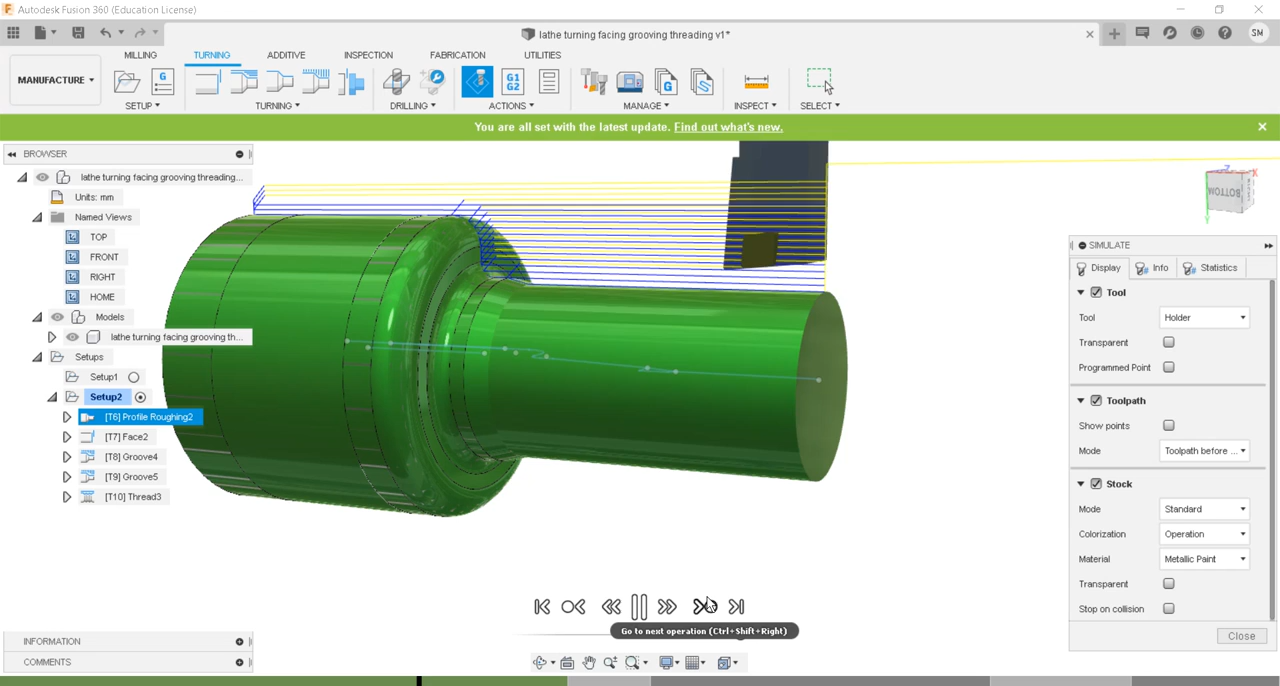 Autodesk Fusion 360 (Education License)
lathe turning facing grooving threading v1*
SM
MANUFACTURE
MILLING
TURNING
ADDITIVE
INSPECTION
FABRICATION
UTILITIES
G
G1
G2
G
SETUP
TURNING
DRILLING
ACTIONS
MANAGE
INSPECT
SELECT
You are all set with the latest update. Find out what's new.
BROWSER
lathe turning facing grooving threading...
Units: mm
Named Views
TOP
FRONT
RIGHT
HOME
Models
lathe turning facing grooving th...
Setups
Setup1
Setup2
[T6] Profile Roughing2
[T7] Face2
[T8] Groove4
[T9] Groove5
[T10] Thread3
INFORMATION
COMMENTS
Z
X
Y
BOTTOM
SIMULATE
Display
Info
Statistics
Tool
Tool
Holder
Transparent
Programmed Point
Toolpath
Show points
Mode
Toolpath before ...
Stock
Mode
Standard
Colorization
Operation
Material
Metallic Paint
Transparent
Stop on collision
Close
Go to next operation (Ctrl+Shift+Right)